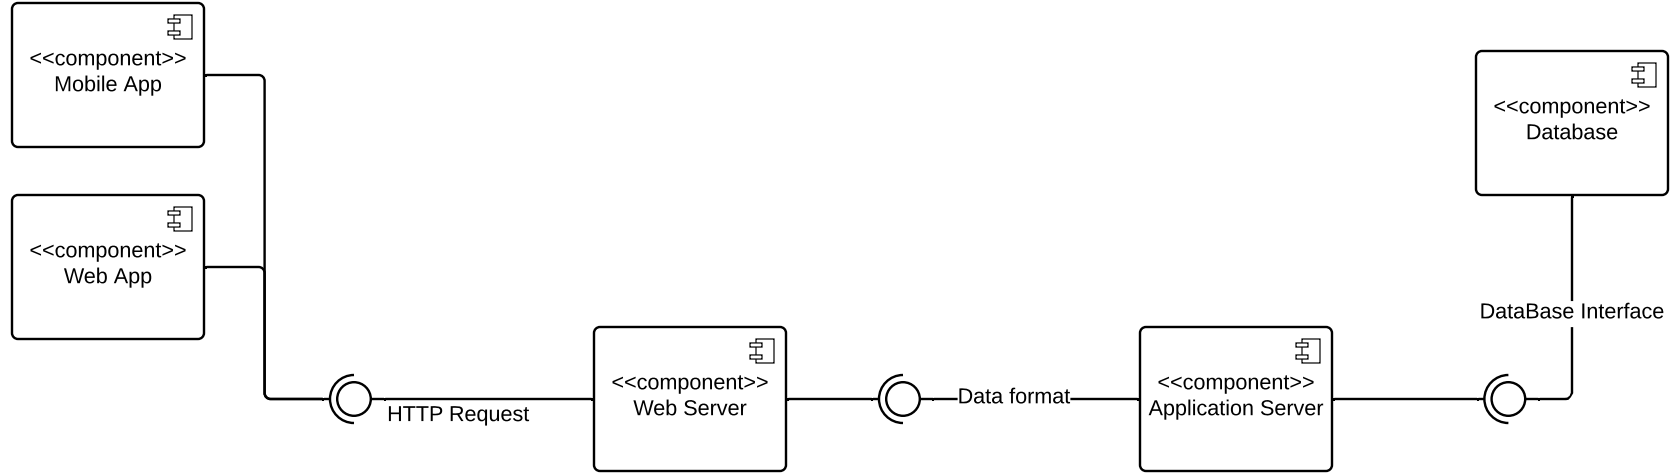 <<component>>
Mobile App
<<component>>
Web App
HTTP Request
<<component>>
Web Server
Data format
<<component>>
Application Server
<<component>>
Database
DataBase Interface